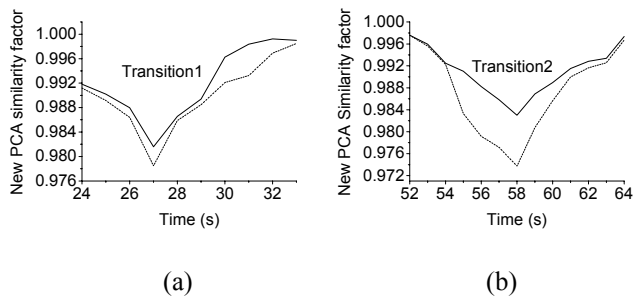 New PCA similarity factor
1.000
0.996
0.992
0.988
0.984
0.980
0.976
Transition1
24 26 28 30 32
Time (s)
(a)
New PCA Similarity factor
1.000
0.996
0.992
0.988
0.984
0.980
0.976
0.972
Transition2
52 54 56 58 60 62 64
Time (s)
(b)